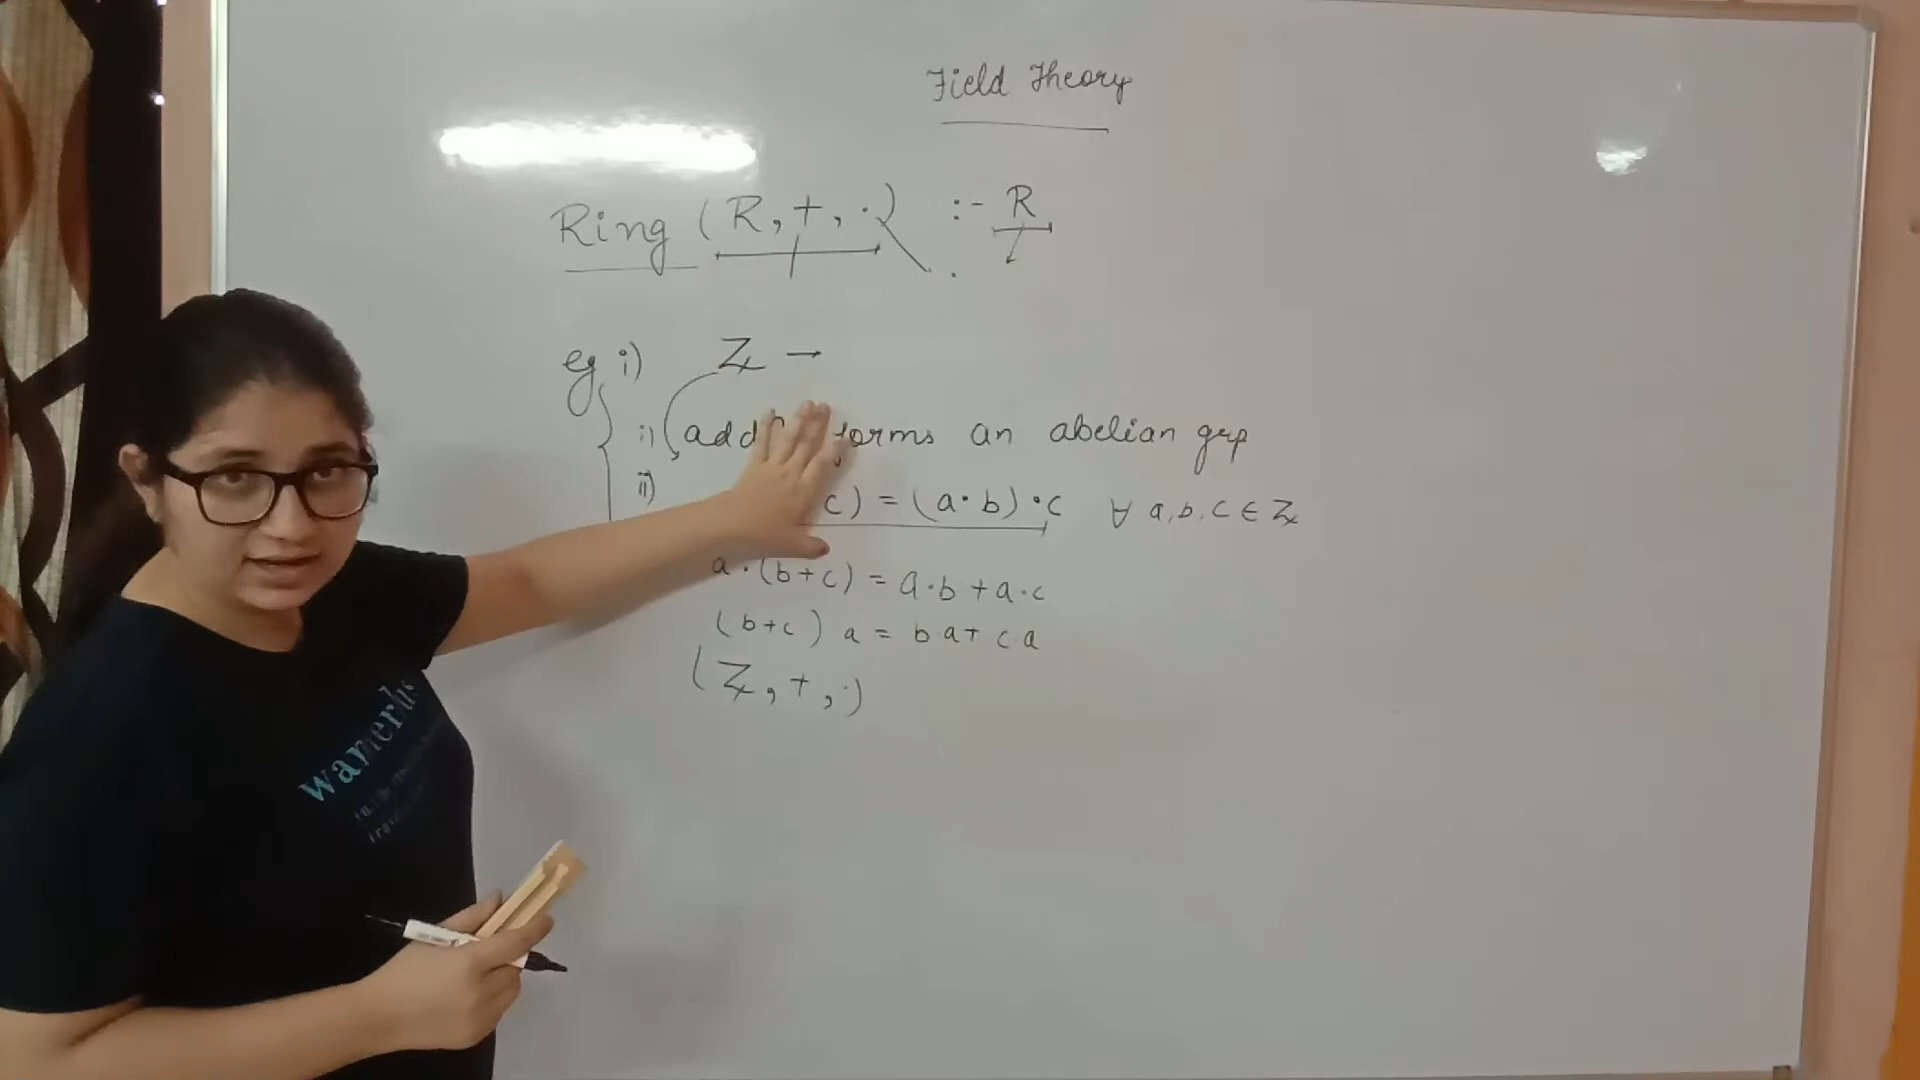 Field Theory
Ring (R, +, ·) :- R
eg i) ℤ →
i) add forms an abelian grp
ii) c) = (a · b) · c ∀ a, b, c ∈ ℤ
a · (b + c) = a · b + a · c
(b + c) a = b a + c a
(ℤ, +, ·)